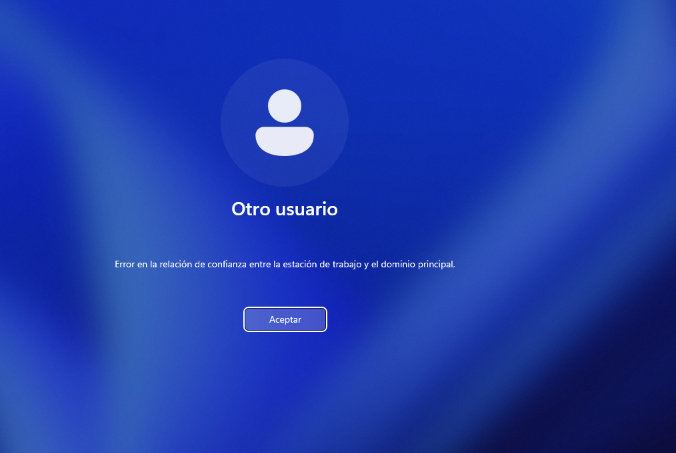 Otro usuario
Error en la relación de confianza entre la estación de trabajo y el dominio principal.
Aceptar